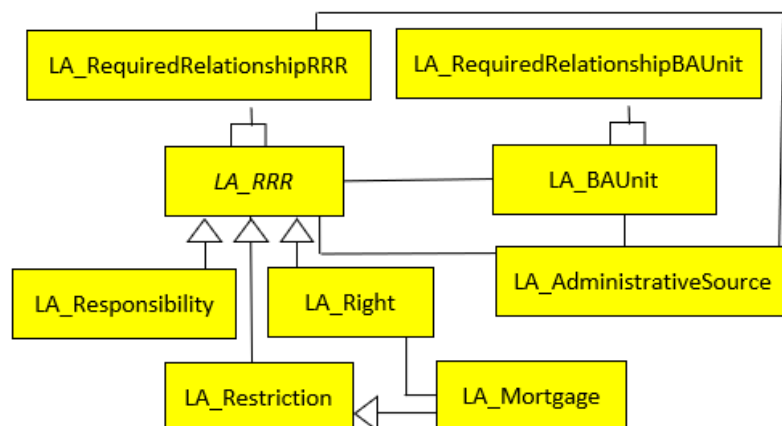 LA_RequiredRelationshipRRR
LA_RequiredRelationshipBAUnit
LA_RRR
LA_BAUnit
LA_AdministrativeSource
LA_Responsibility
LA_Right
LA_Restriction
LA_Mortgage